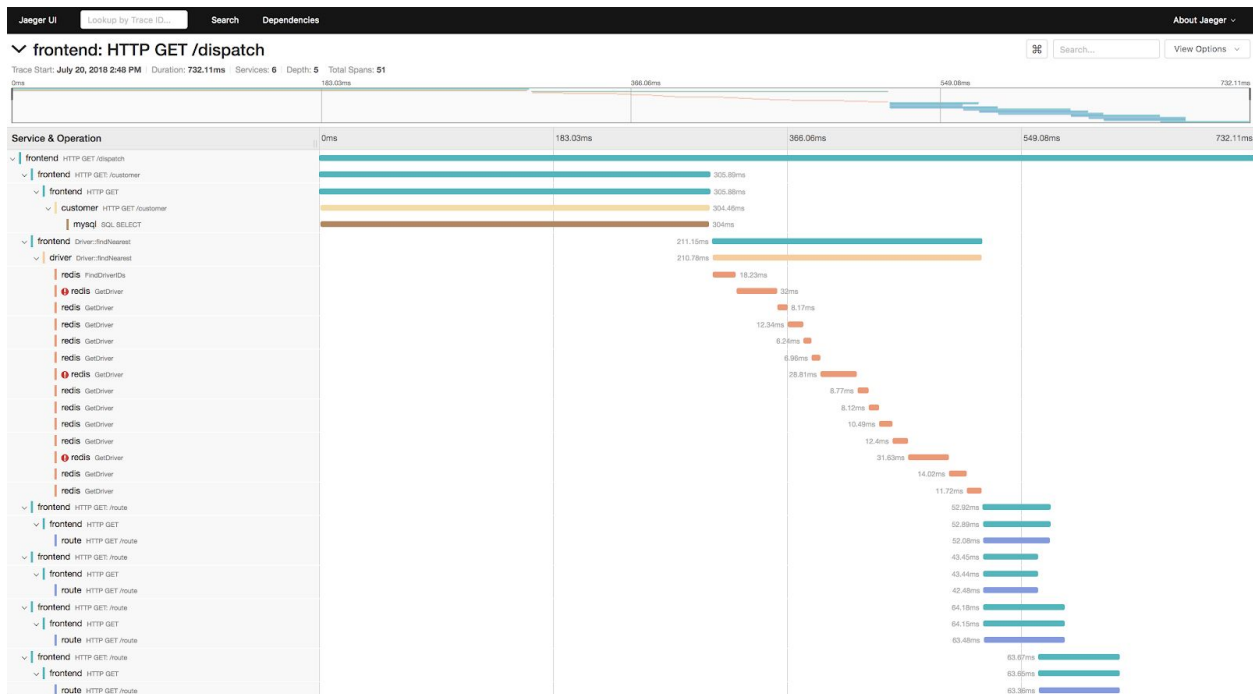 Jaeger UI Lookup by Trace ID... Search Dependencies About Jaeger
frontend: HTTP GET /dispatch ⌘ Search... View Options
Trace Start: July 20, 2018 2:48 PM Duration: 732.11ms Services: 6 Depth: 5 Total Spans: 51
0ms 183.03ms 366.06ms 549.08ms 732.11ms
Service & Operation 0ms 183.03ms 366.06ms 549.08ms 732.11ms
frontend HTTP GET /dispatch
frontend HTTP GET: /customer 305.89ms
frontend HTTP GET 305.88ms
customer HTTP GET /customer 304.46ms
mysql SQL SELECT 304ms
frontend Driver::findNearest 211.15ms
driver Driver::findNearest 210.78ms
redis FindDriverIDs 18.23ms
redis GetDriver 32ms
redis GetDriver 8.17ms
redis GetDriver 12.34ms
redis GetDriver 6.24ms
redis GetDriver 6.96ms
redis GetDriver 28.81ms
redis GetDriver 8.77ms
redis GetDriver 8.12ms
redis GetDriver 10.49ms
redis GetDriver 12.4ms
redis GetDriver 31.63ms
redis GetDriver 14.02ms
redis GetDriver 11.72ms
frontend HTTP GET: /route 52.92ms
frontend HTTP GET 52.89ms
route HTTP GET /route 52.08ms
frontend HTTP GET: /route 43.45ms
frontend HTTP GET 43.44ms
route HTTP GET /route 42.48ms
frontend HTTP GET: /route 64.18ms
frontend HTTP GET 64.15ms
route HTTP GET /route 63.48ms
frontend HTTP GET: /route 63.67ms
frontend HTTP GET 63.65ms
route HTTP GET /route 63.36ms